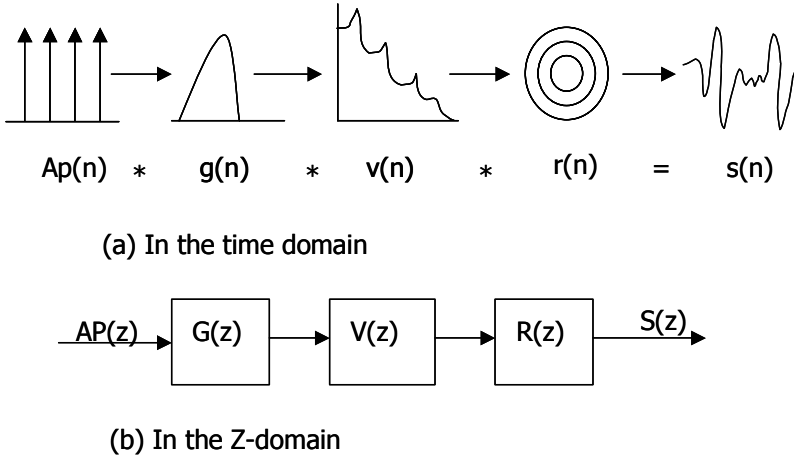 Ap(n) * g(n) * v(n) * r(n) = s(n)
(a) In the time domain
AP(z) G(z) V(z) R(z) S(z)
(b) In the Z-domain